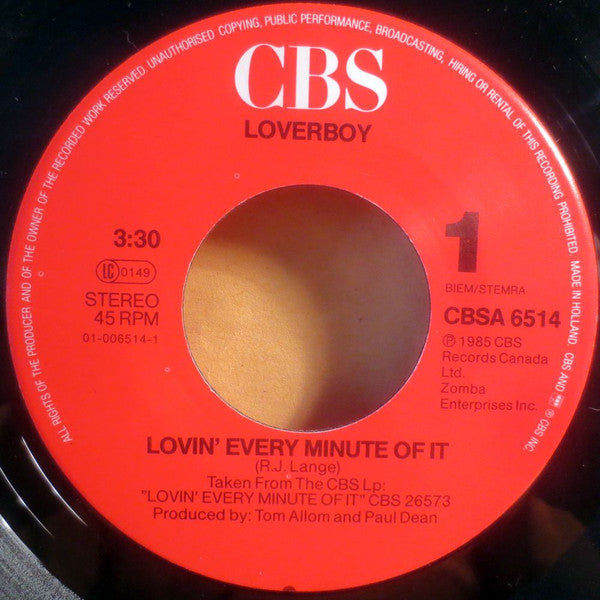 ALL RIGHTS OF THE PRODUCER AND OF THE OWNER OF THE RECORDED WORK RESERVED. UNAUTHORISED COPYING, PUBLIC PERFORMANCE, BROADCASTING, HIRING OR RENTAL OF THIS RECORDING PROHIBITED. MADE IN HOLLAND. CBS AND ® © CBS INC.
CBS
LOVERBOY
3:30
1
LC 0149
BIEM/STEMRA
STEREO
CBSA 6514
45 RPM
01-006514-1
℗ 1985 CBS
Records Canada
Ltd.
Zomba
Enterprises Inc.
LOVIN' EVERY MINUTE OF IT
(R.J. Lange)
Taken From The CBS Lp:
"LOVIN' EVERY MINUTE OF IT" CBS 26573
Produced by: Tom Allom and Paul Dean